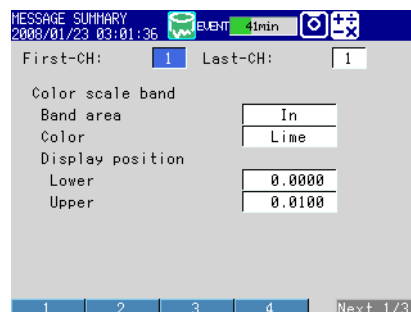 MESSAGE SUMMARY
2008/01/23 03:01:36 EVENT 41min
First-CH: 1 Last-CH: 1
Color scale band
Band area In
Color Lime
Display position
Lower 0.0000
Upper 0.0100
1 2 3 4 Next 1/3